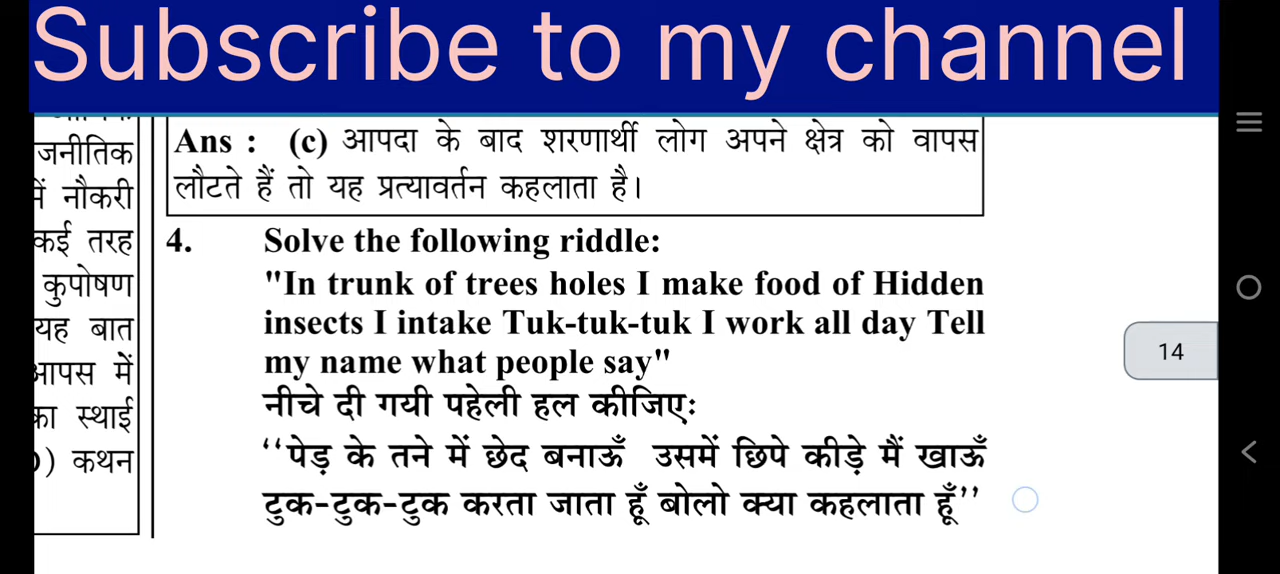 Subscribe to my channel
जनीतिक
में नौकरी
कई तरह
कुपोषण
यह बात
आपस में
का स्थाई
) कथन
Ans : (c) आपदा के बाद शरणार्थी लोग अपने क्षेत्र को वापस
लौटते हैं तो यह प्रत्यावर्तन कहलाता है।
4. Solve the following riddle:
"In trunk of trees holes I make food of Hidden
insects I intake Tuk-tuk-tuk I work all day Tell
my name what people say"
नीचे दी गयी पहेली हल कीजिएः
‘‘पेड़ के तने में छेद बनाऊँ उसमें छिपे कीड़े मैं खाऊँ
टुक-टुक-टुक करता जाता हूँ बोलो क्या कहलाता हूँ’’
14